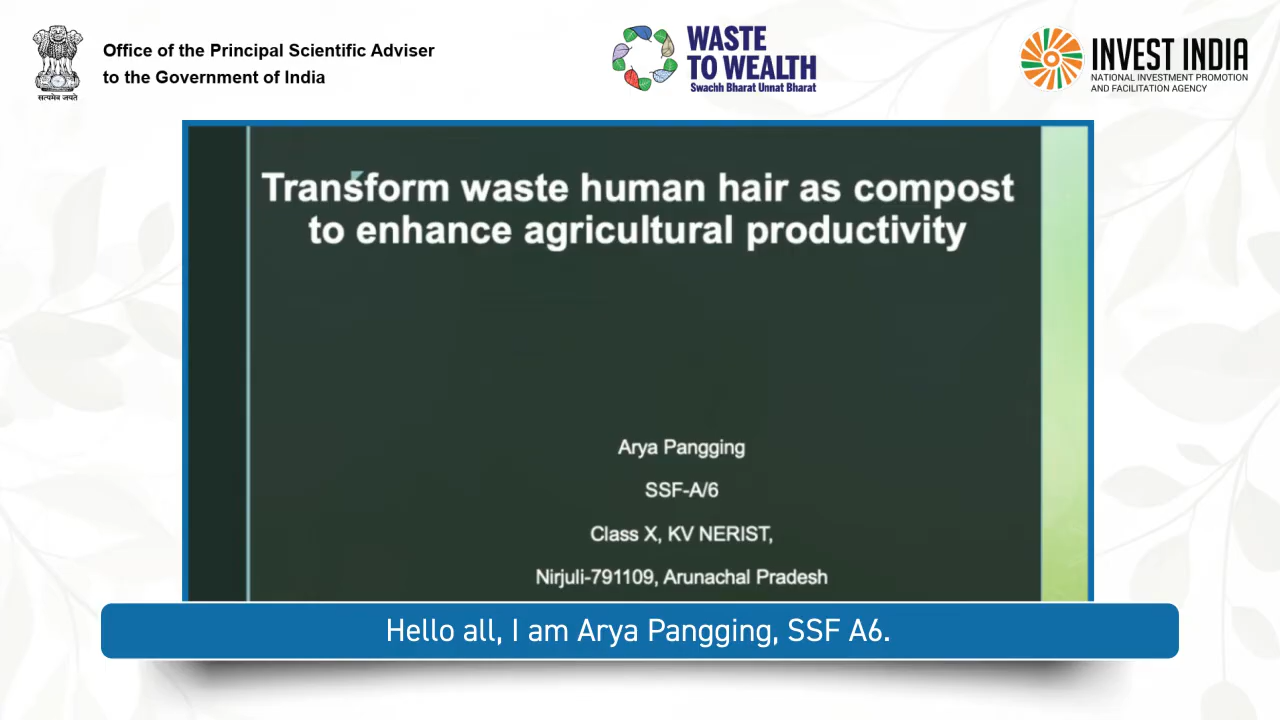 सत्यमेव जयते
Office of the Principal Scientific Adviser
to the Government of India
WASTE
TO WEALTH
Swachh Bharat Unnat Bharat
INVEST INDIA
NATIONAL INVESTMENT PROMOTION
AND FACILITATION AGENCY
Transform waste human hair as compost
to enhance agricultural productivity
Arya Pangging
SSF-A/6
Class X, KV NERIST,
Nirjuli-791109, Arunachal Pradesh
Hello all, I am Arya Pangging, SSF A6.